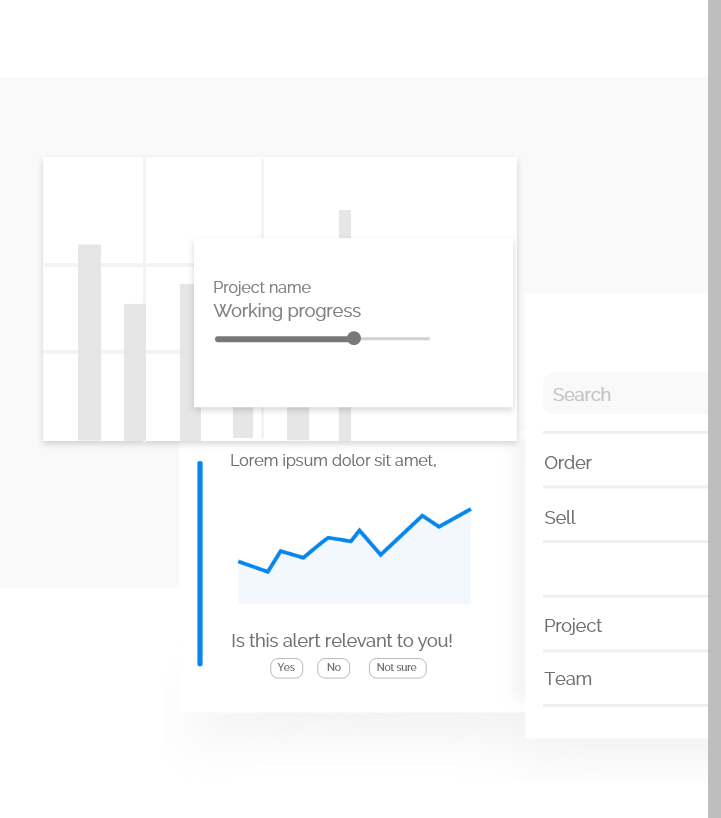 Project name
Working progress
Search
Order
Sell
Project
Team
Lorem ipsum dolor sit amet,
Is this alert relevant to you!
Yes No Not sure